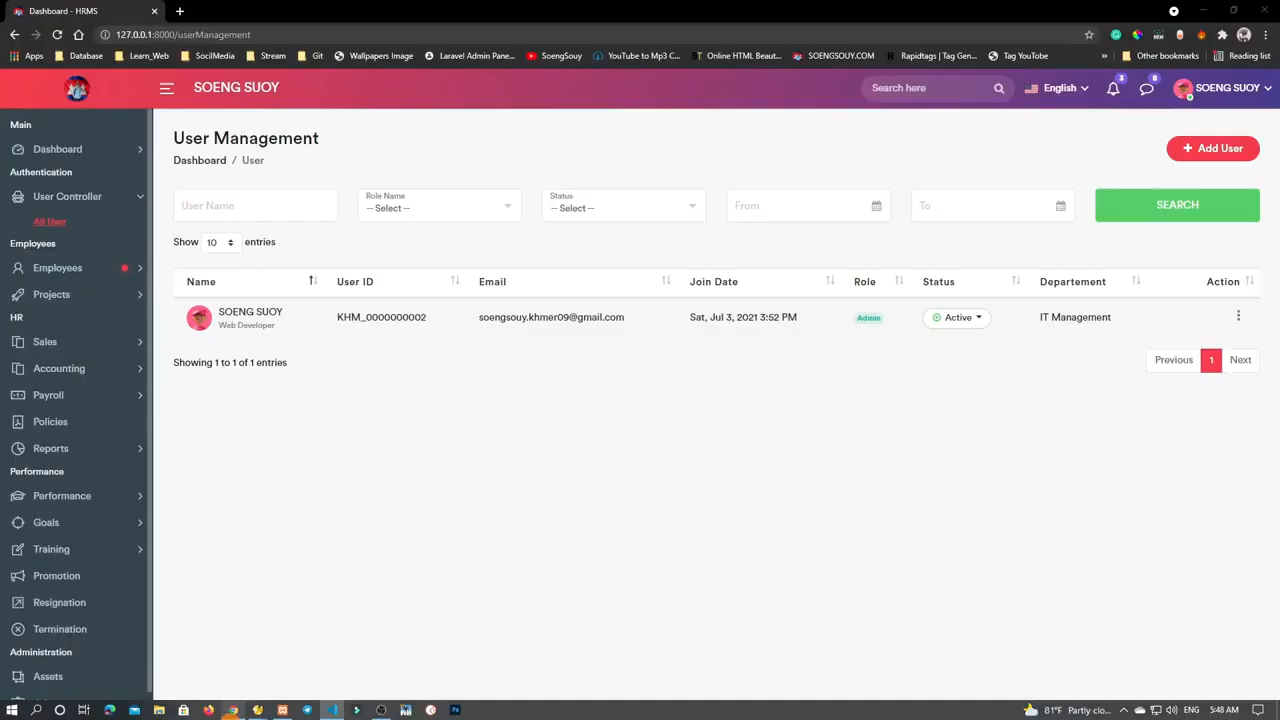 Dashboard - HRMS
127.0.0.1:8000/userManagement
Apps
Database
Learn Web
SocilMedia
Stream
Git
Wallpapers Image
Laravel Admin Pane...
SoengSouy
YouTube to Mp3 C...
Online HTML Beaut...
SOENGSOUY.COM
Rapidtags | Tag Gen...
Tag YouTube
Other bookmarks
Reading list
SOENG SUOY
Search here
English
3
8
SOENG SUOY
Main
Dashboard
Authentication
User Controller
All User
Employees
Employees
Projects
HR
Sales
Accounting
Payroll
Policies
Reports
Performance
Performance
Goals
Training
Promotion
Resignation
Termination
Administration
Assets
User Management
Dashboard / User
+ Add User
User Name
Role Name
-- Select --
Status
-- Select --
From
To
SEARCH
Show 10 entries
Name User ID Email Join Date Role Status Departement Action
SOENG SUOY KHM_0000000002 soengsouy.khmer09@gmail.com Sat, Jul 3, 2021 3:52 PM Admin Active IT Management
Web Developer
Showing 1 to 1 of 1 entries
Previous 1 Next
81°F Partly clo... ENG 5:48 AM